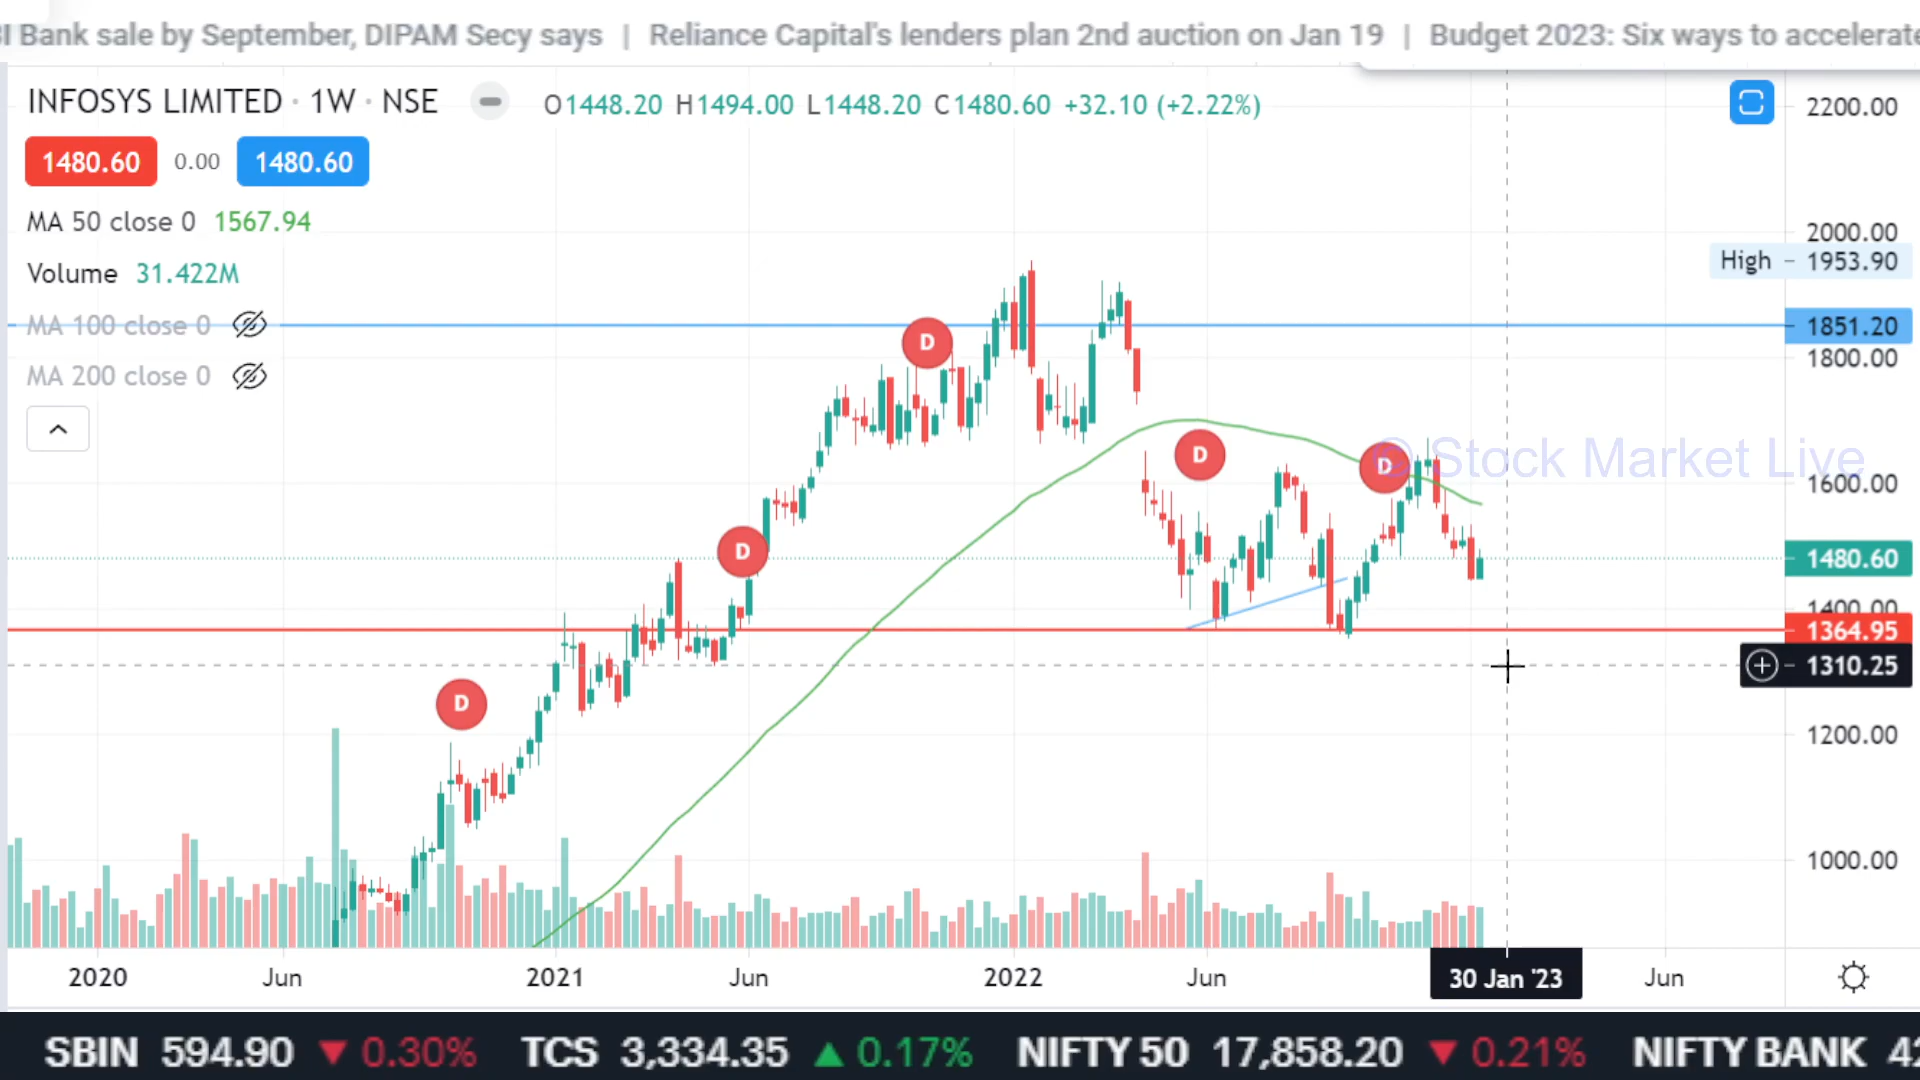 Bank sale by September, DIPAM Secy says | Reliance Capital's lenders plan 2nd auction on Jan 19 | Budget 2023: Six ways to accelerate
INFOSYS LIMITED · 1W · NSE O1448.20 H1494.00 L1448.20 C1480.60 +32.10 (+2.22%)
1480.60 0.00 1480.60
MA 50 close 0 1567.94
Volume 31.422M
MA 100 close 0
MA 200 close 0
2200.00
2000.00
High 1953.90
1851.20
1800.00
D
D
D
D
D
© Stock Market Live
1600.00
1480.60
1400.00
1364.95
1310.25
1200.00
1000.00
2020 Jun 2021 Jun 2022 Jun 30 Jan '23 Jun
SBIN 594.90 ▼ 0.30% TCS 3,334.35 ▲ 0.17% NIFTY 50 17,858.20 ▼ 0.21% NIFTY BANK